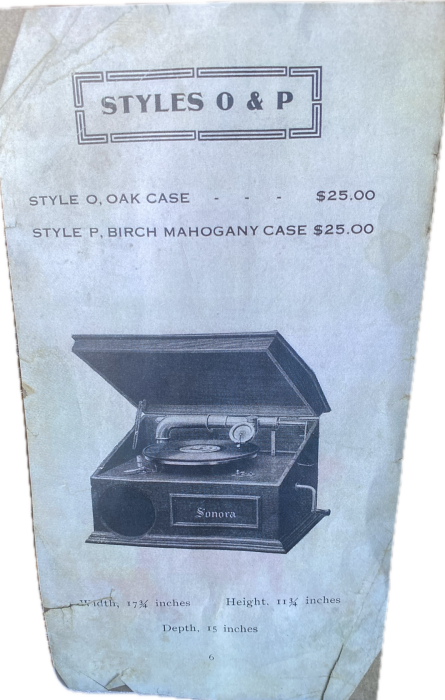 STYLES O & P
STYLE O, OAK CASE - - - $25.00
STYLE P, BIRCH MAHOGANY CASE $25.00
Sonora
Width, 17¾ inches Height. 11¾ inches
Depth, 15 inches
6